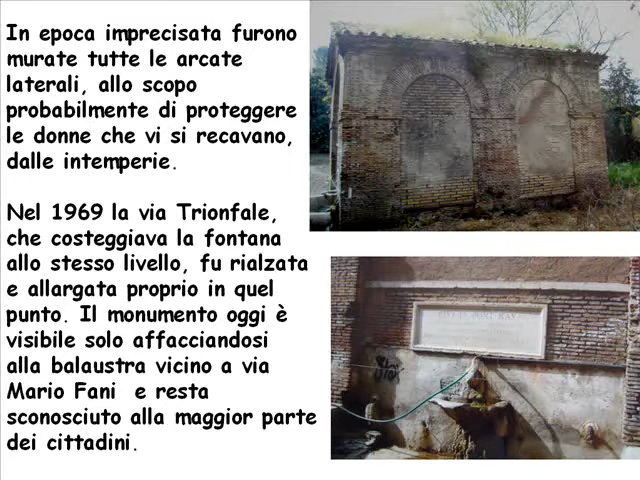 In epoca imprecisata furono
murate tutte le arcate
laterali, allo scopo
probabilmente di proteggere
le donne che vi si recavano,
dalle intemperie.
Nel 1969 la via Trionfale,
che costeggiava la fontana
allo stesso livello, fu rialzata
e allargata proprio in quel
punto. Il monumento oggi è
visibile solo affacciandosi
alla balaustra vicino a via
Mario Fani e resta
sconosciuto alla maggior parte
dei cittadini.